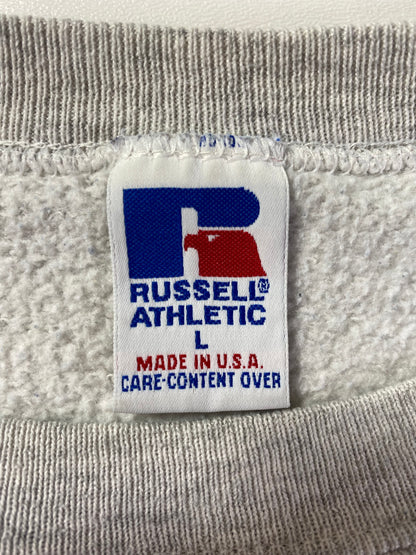 R
RUSSELL®
ATHLETIC
L
MADE IN U.S.A.
CARE-CONTENT OVER